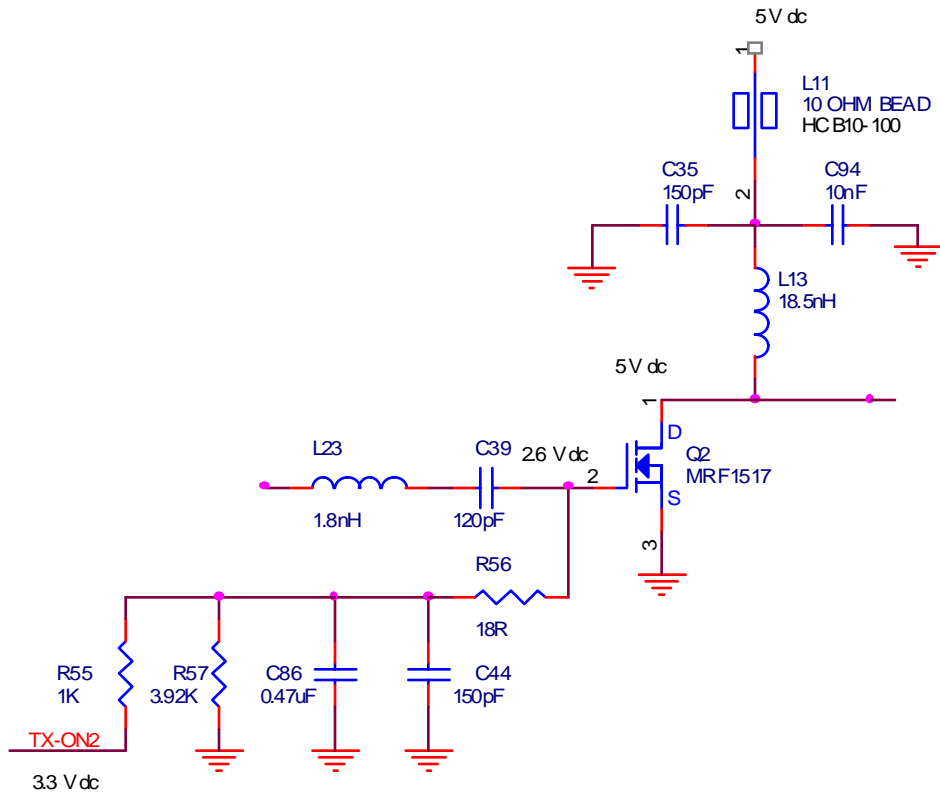 5 V dc
1
L11
10 OHM BEAD
HCB10-100
C35
150pF
2
C94
10nF
L13
18.5nH
5 V dc
1
D
L23
C39
2.6 Vdc
2
Q2
MRF1517
S
1.8nH
120pF
3
R56
18R
R55
1K
R57
3.92K
C86
0.47uF
C44
150pF
TX-ON2
3.3 Vdc